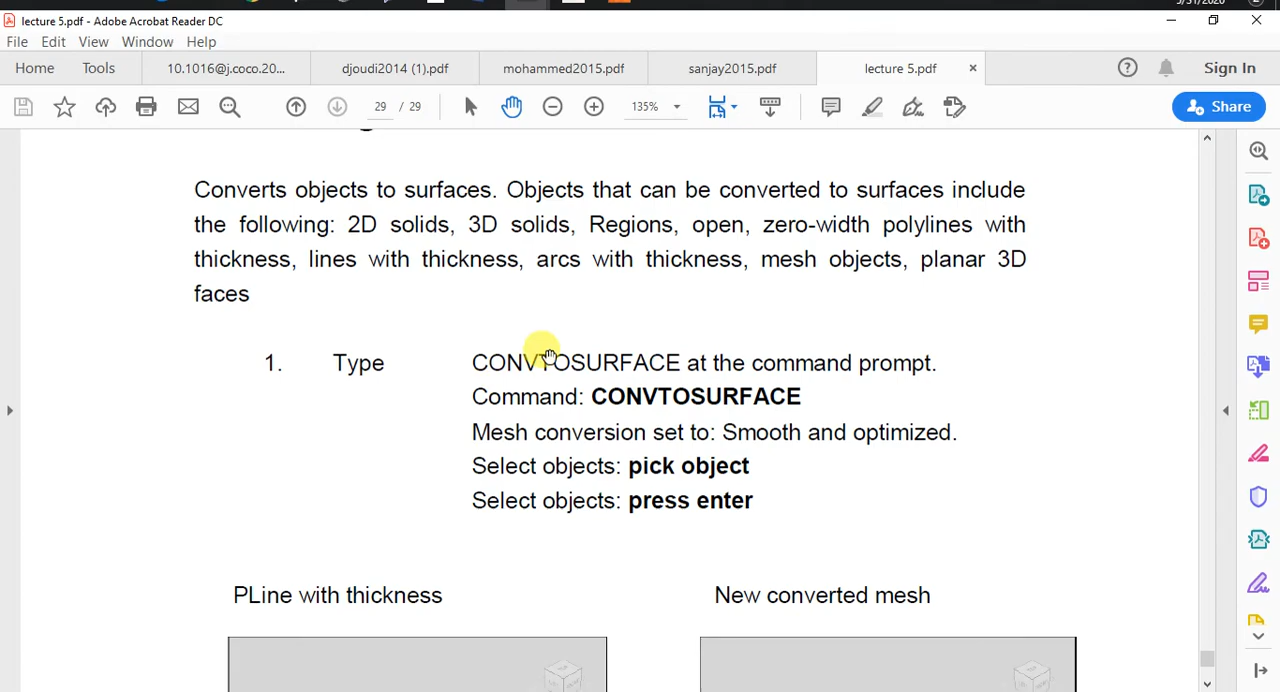 lecture 5.pdf - Adobe Acrobat Reader DC
File Edit View Window Help
Home Tools 10.1016@j.coco.20... djoudi2014 (1).pdf mohammed2015.pdf sanjay2015.pdf lecture 5.pdf × Sign In
29 / 29 135% Share
Converts objects to surfaces. Objects that can be converted to surfaces include
the following: 2D solids, 3D solids, Regions, open, zero-width polylines with
thickness, lines with thickness, arcs with thickness, mesh objects, planar 3D
faces
1. Type CONVTOSURFACE at the command prompt.
Command: CONVTOSURFACE
Mesh conversion set to: Smooth and optimized.
Select objects: pick object
Select objects: press enter
PLine with thickness New converted mesh